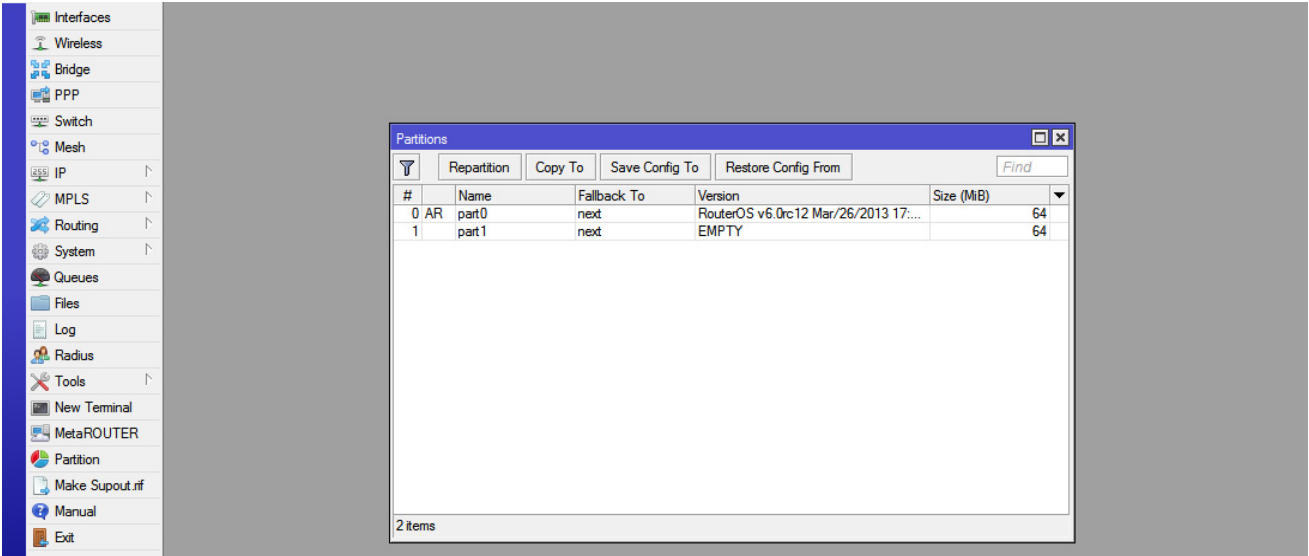 Interfaces
Wireless
Bridge
PPP
Switch
Mesh
255 IP
MPLS
Routing
System
Queues
Files
Log
Radius
Tools
New Terminal
MetaROUTER
Partition
Make Supout.rif
Manual
Exit
Partitions
Repartition Copy To Save Config To Restore Config From Find
# Name Fallback To Version Size (MiB)
0 AR part0 next RouterOS v6.0rc12 Mar/26/2013 17:... 64
1 part1 next EMPTY 64
2 items